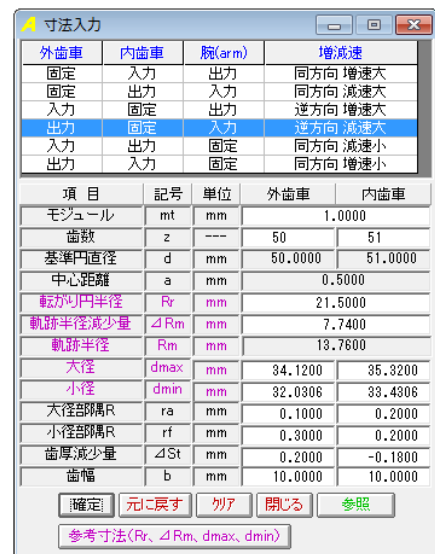 寸法入力
外歯車 内歯車 腕(arm) 増減速
固定 入力 出力 同方向 増速大
固定 出力 入力 同方向 減速大
入力 固定 出力 逆方向 増速大
出力 固定 入力 逆方向 減速大
入力 出力 固定 同方向 減速小
出力 入力 固定 同方向 増速小
項 目 記号 単位 外歯車 内歯車
モジュール mt mm 1.0000
歯数 z --- 50 51
基準円直径 d mm 50.0000 51.0000
中心距離 a mm 0.5000
転がり円半径 Rr mm 21.5000
軌跡半径減少量 ⊿Rm mm 7.7400
軌跡半径 Rm mm 13.7600
大径 dmax mm 34.1200 35.3200
小径 dmin mm 32.0306 33.4306
大径部隅R ra mm 0.1000 0.2000
小径部隅R rf mm 0.3000 0.2000
歯厚減少量 ⊿St mm 0.2000 -0.1800
歯幅 b mm 10.0000 10.0000
確定 元に戻す クリア 閉じる 参照
参考寸法(Rr、⊿Rm、dmax、dmin)